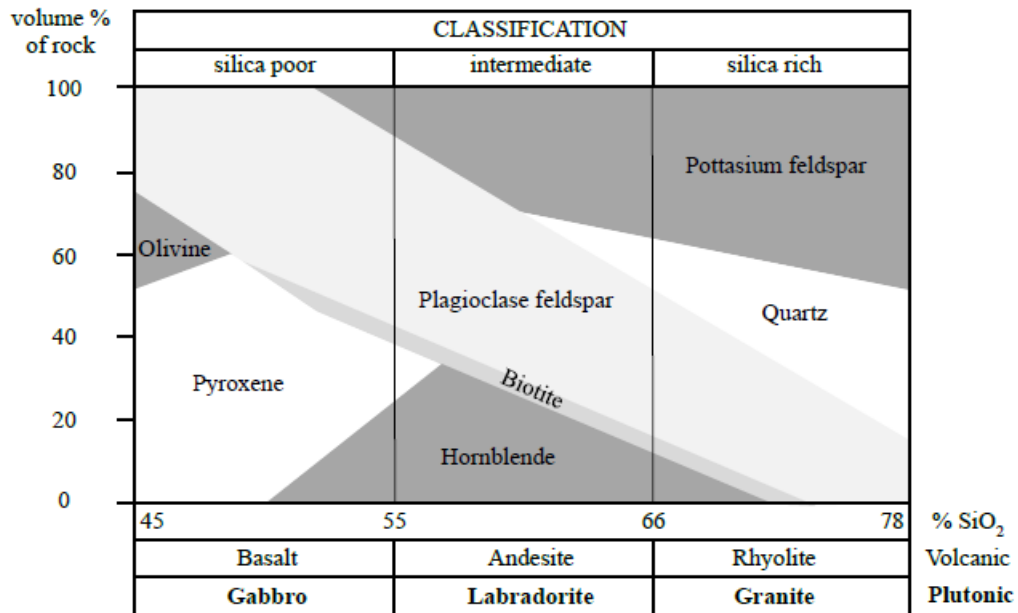 volume %
of rock
CLASSIFICATION
silica poor intermediate silica rich
100
80
60
40
20
0
Pottasium feldspar
Olivine
Plagioclase feldspar
Quartz
Pyroxene
Biotite
Hornblende
45 55 66 78 % SiO₂
Basalt Andesite Rhyolite Volcanic
Gabbro Labradorite Granite Plutonic